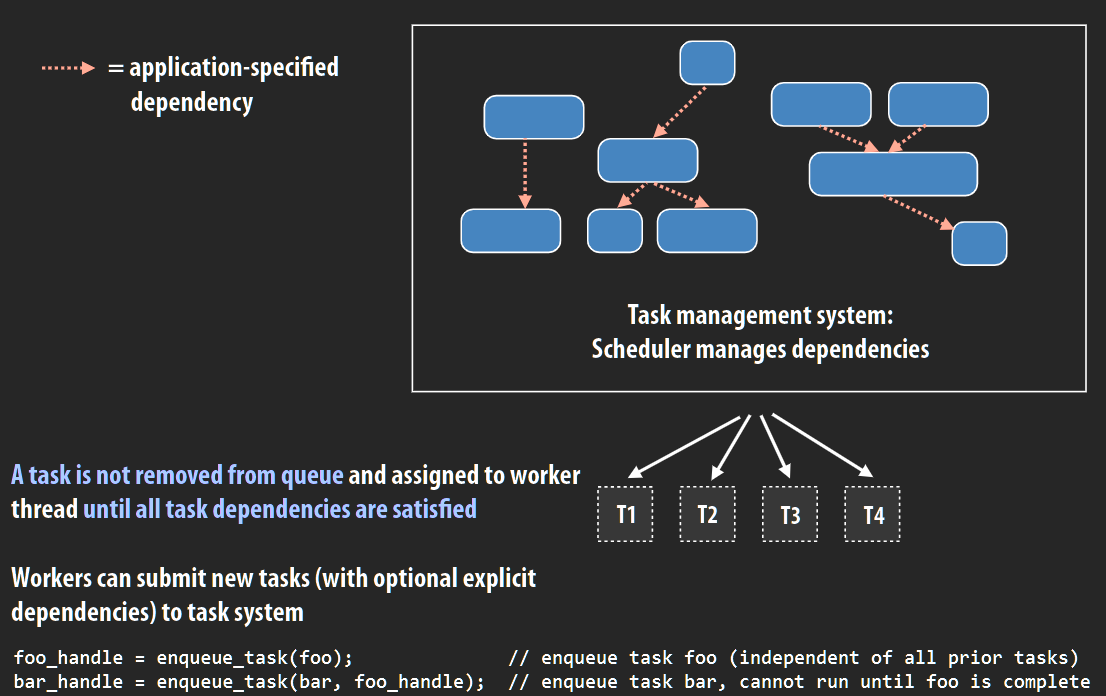 = application-specified
dependency
Task management system:
Scheduler manages dependencies
A task is not removed from queue and assigned to worker
thread until all task dependencies are satisfied
T1 T2 T3 T4
Workers can submit new tasks (with optional explicit
dependencies) to task system
foo_handle = enqueue_task(foo); // enqueue task foo (independent of all prior tasks)
bar_handle = enqueue_task(bar, foo_handle); // enqueue task bar, cannot run until foo is complete